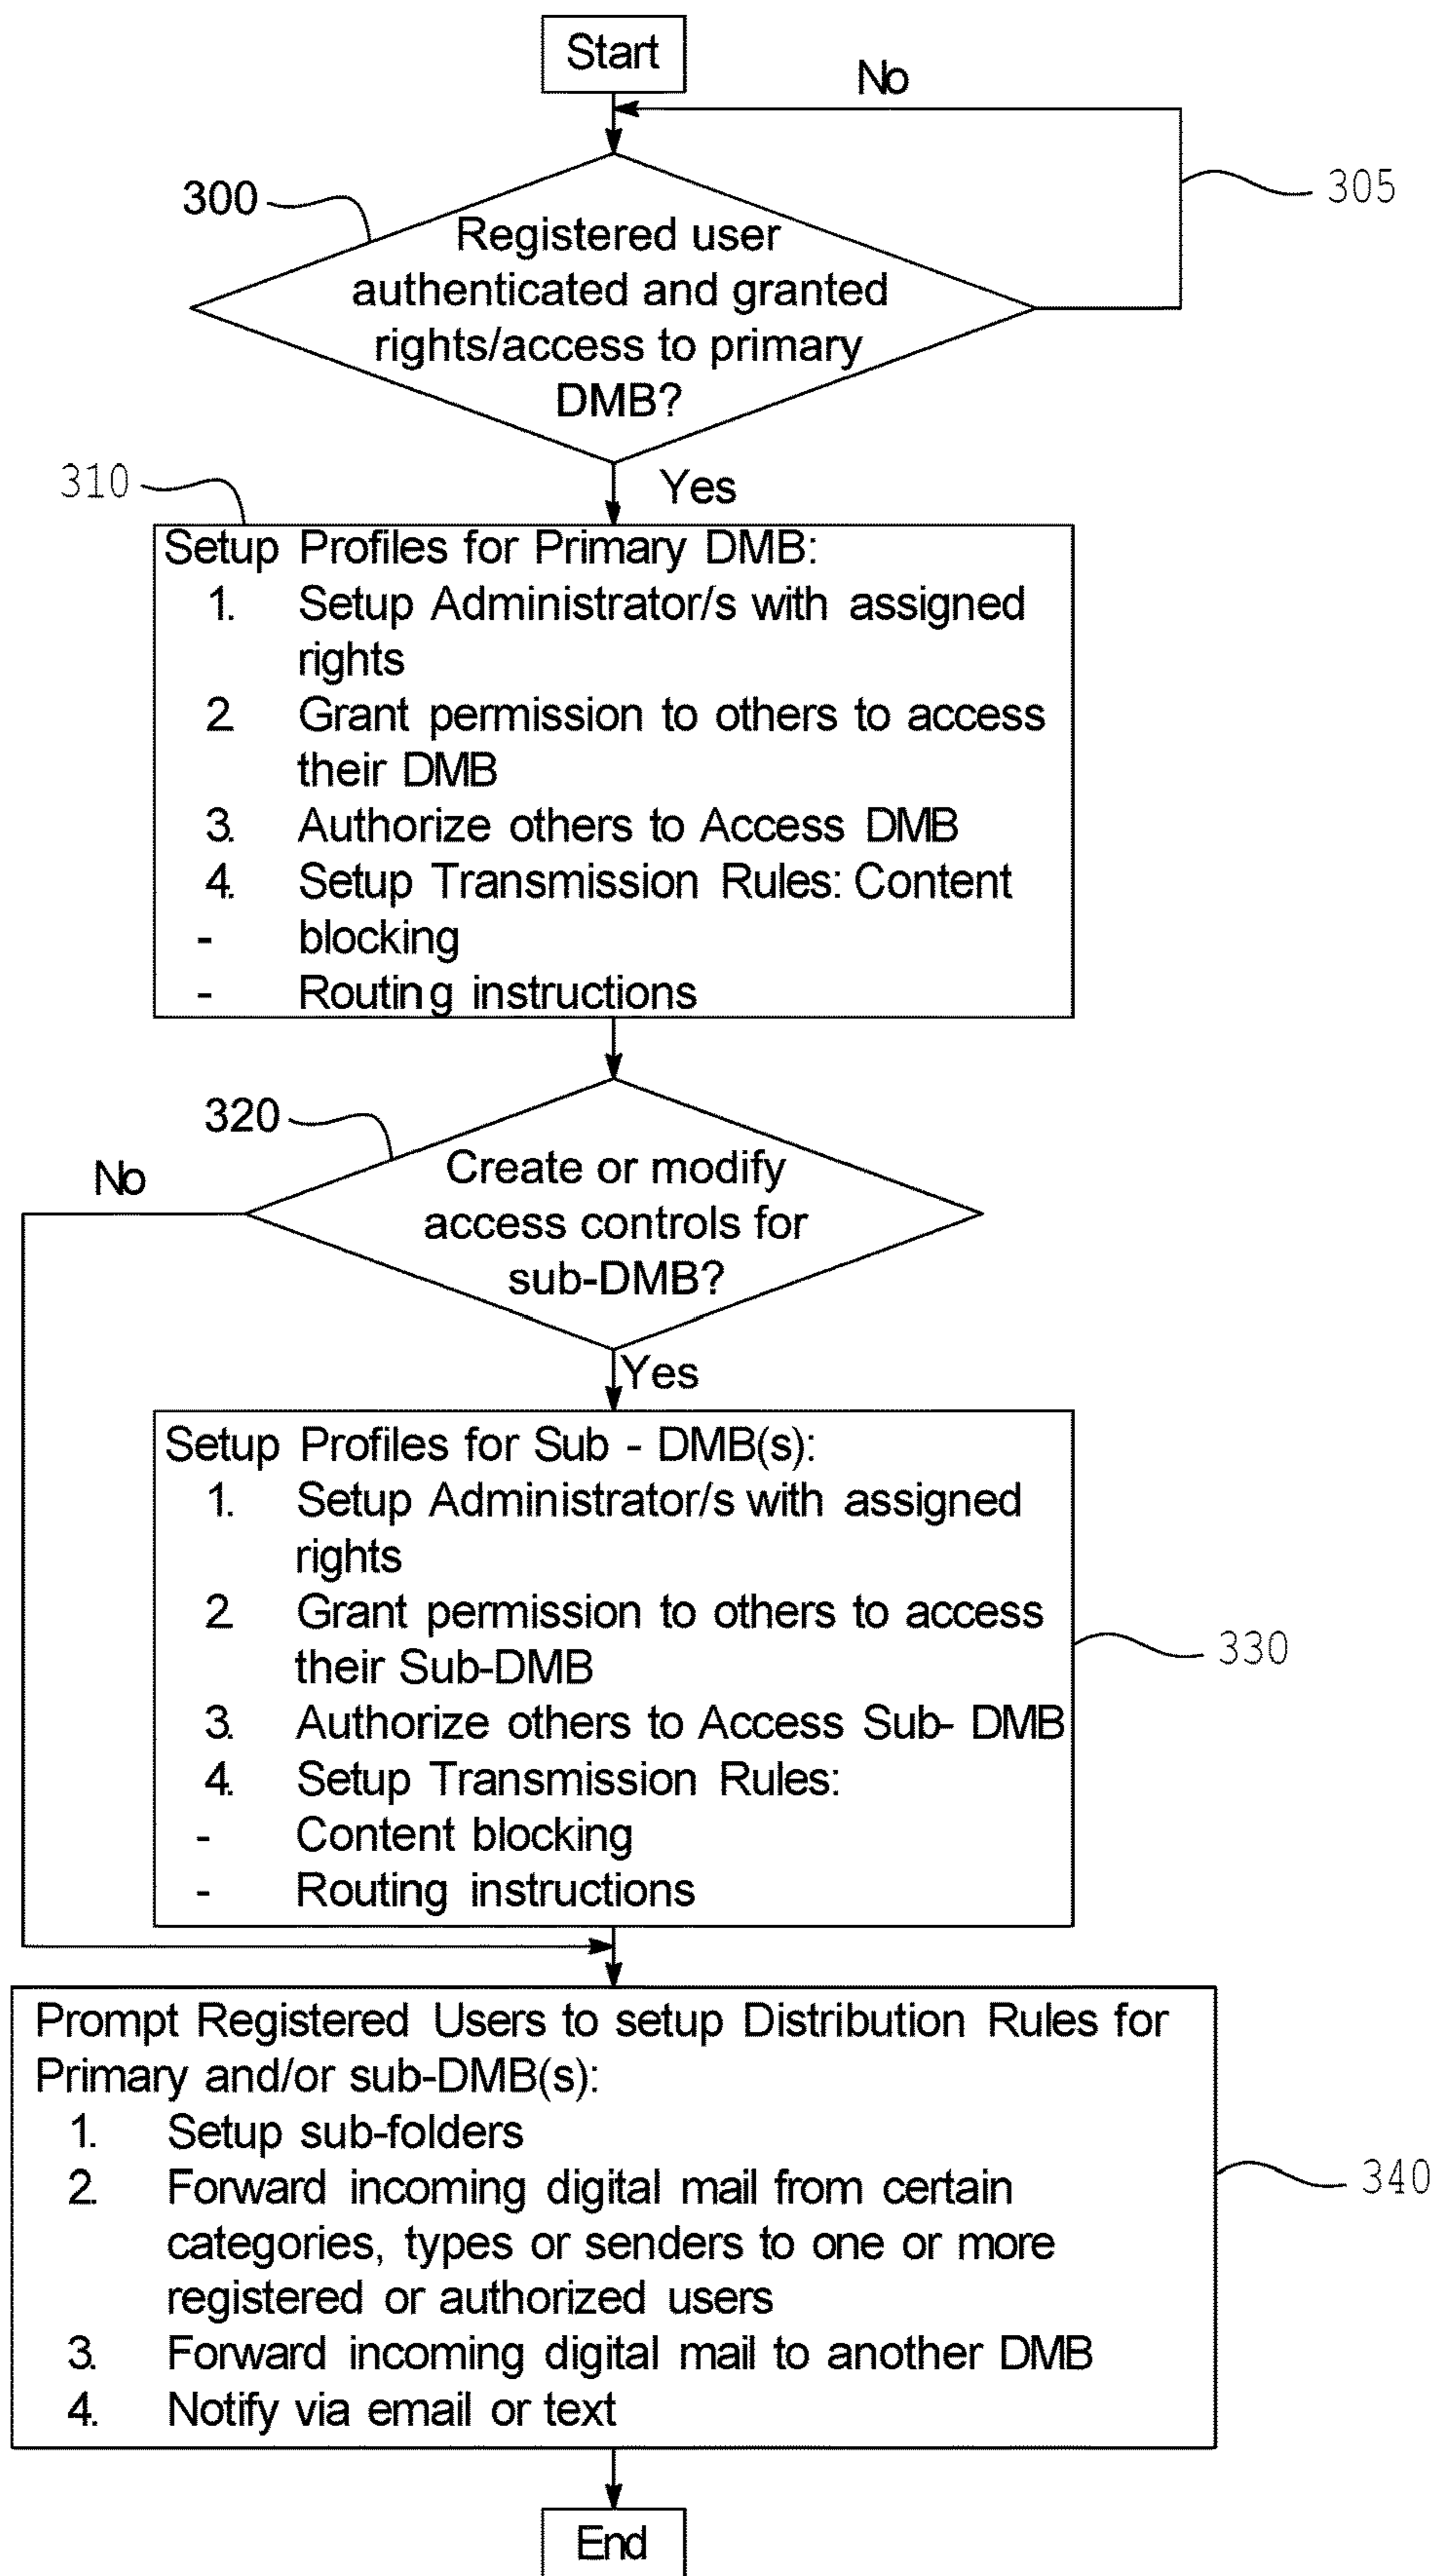 Start
No
300
305
Registered user
authenticated and granted
rights/access to primary
DMB?
310
Yes
Setup Profiles for Primary DMB:
1. Setup Administrator/s with assigned
rights
2. Grant permission to others to access
their DMB
3. Authorize others to Access DMB
4. Setup Transmission Rules: Content
- blocking
- Routing instructions
320
No
Create or modify
access controls for
sub-DMB?
Yes
Setup Profiles for Sub - DMB(s):
1. Setup Administrator/s with assigned
rights
2. Grant permission to others to access
their Sub-DMB
330
3. Authorize others to Access Sub- DMB
4. Setup Transmission Rules:
- Content blocking
- Routing instructions
Prompt Registered Users to setup Distribution Rules for
Primary and/or sub-DMB(s):
1. Setup sub-folders
2. Forward incoming digital mail from certain
categories, types or senders to one or more
registered or authorized users
340
3. Forward incoming digital mail to another DMB
4. Notify via email or text
End